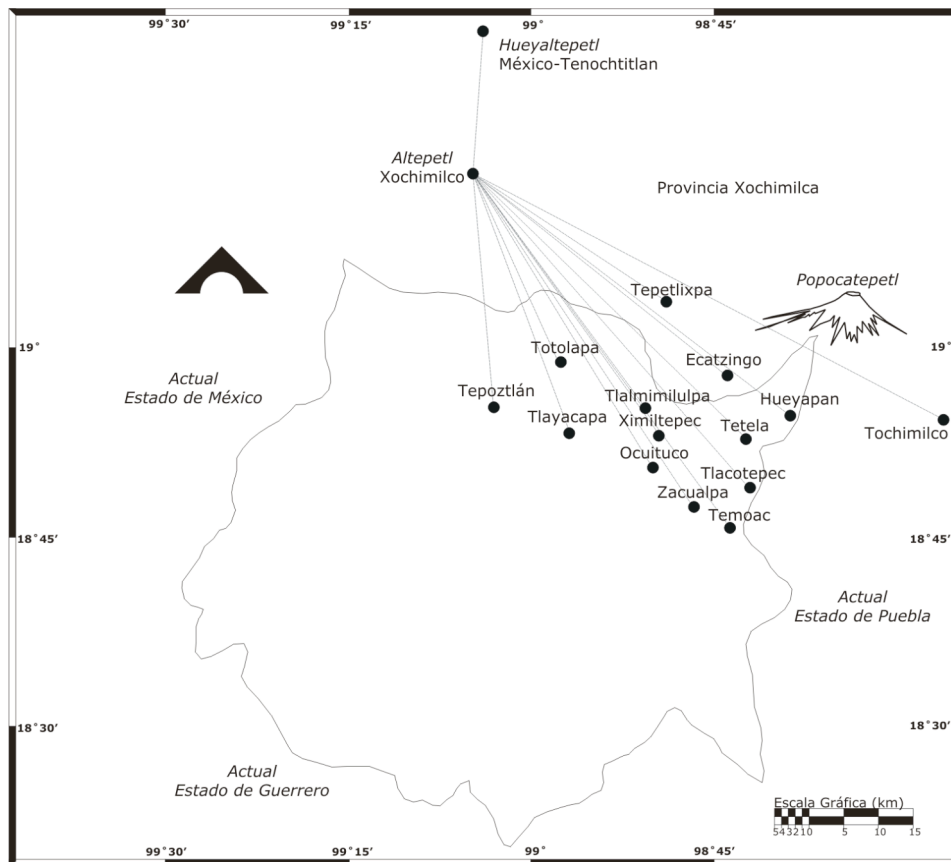 99˚30’
99˚15’
99˚
98˚45’
Hueyaltepetl
México-Tenochtitlan
Altepetl
Xochimilco
Provincia Xochimilca
Popocatepetl
Tepetlixpa
19˚
19˚
Totolapa
Ecatzingo
Actual
Estado de México
Tepoztlán
Tlalmimilulpa
Hueyapan
Tlayacapa
Ximiltepec
Tetela
Tochimilco
Ocuituco
Tlacotepec
Zacualpa
Temoac
18˚45’
18˚45’
Actual
Estado de Puebla
18˚30’
18˚30’
Actual
Estado de Guerrero
Escala Gráfica (km)
5 4 3 2 1 0 5 10 15
99˚30’
99˚15’
99˚
98˚45’